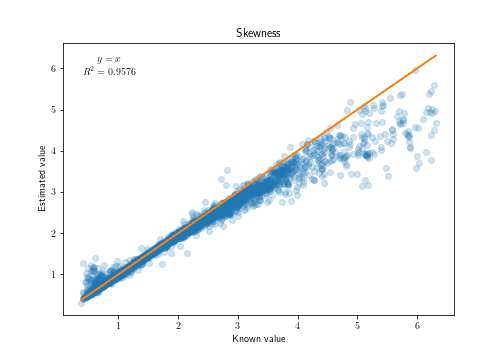 Skewness
y = x
R² = 0.9576
6
5
4
3
2
1
Estimated value
1 2 3 4 5 6
Known value